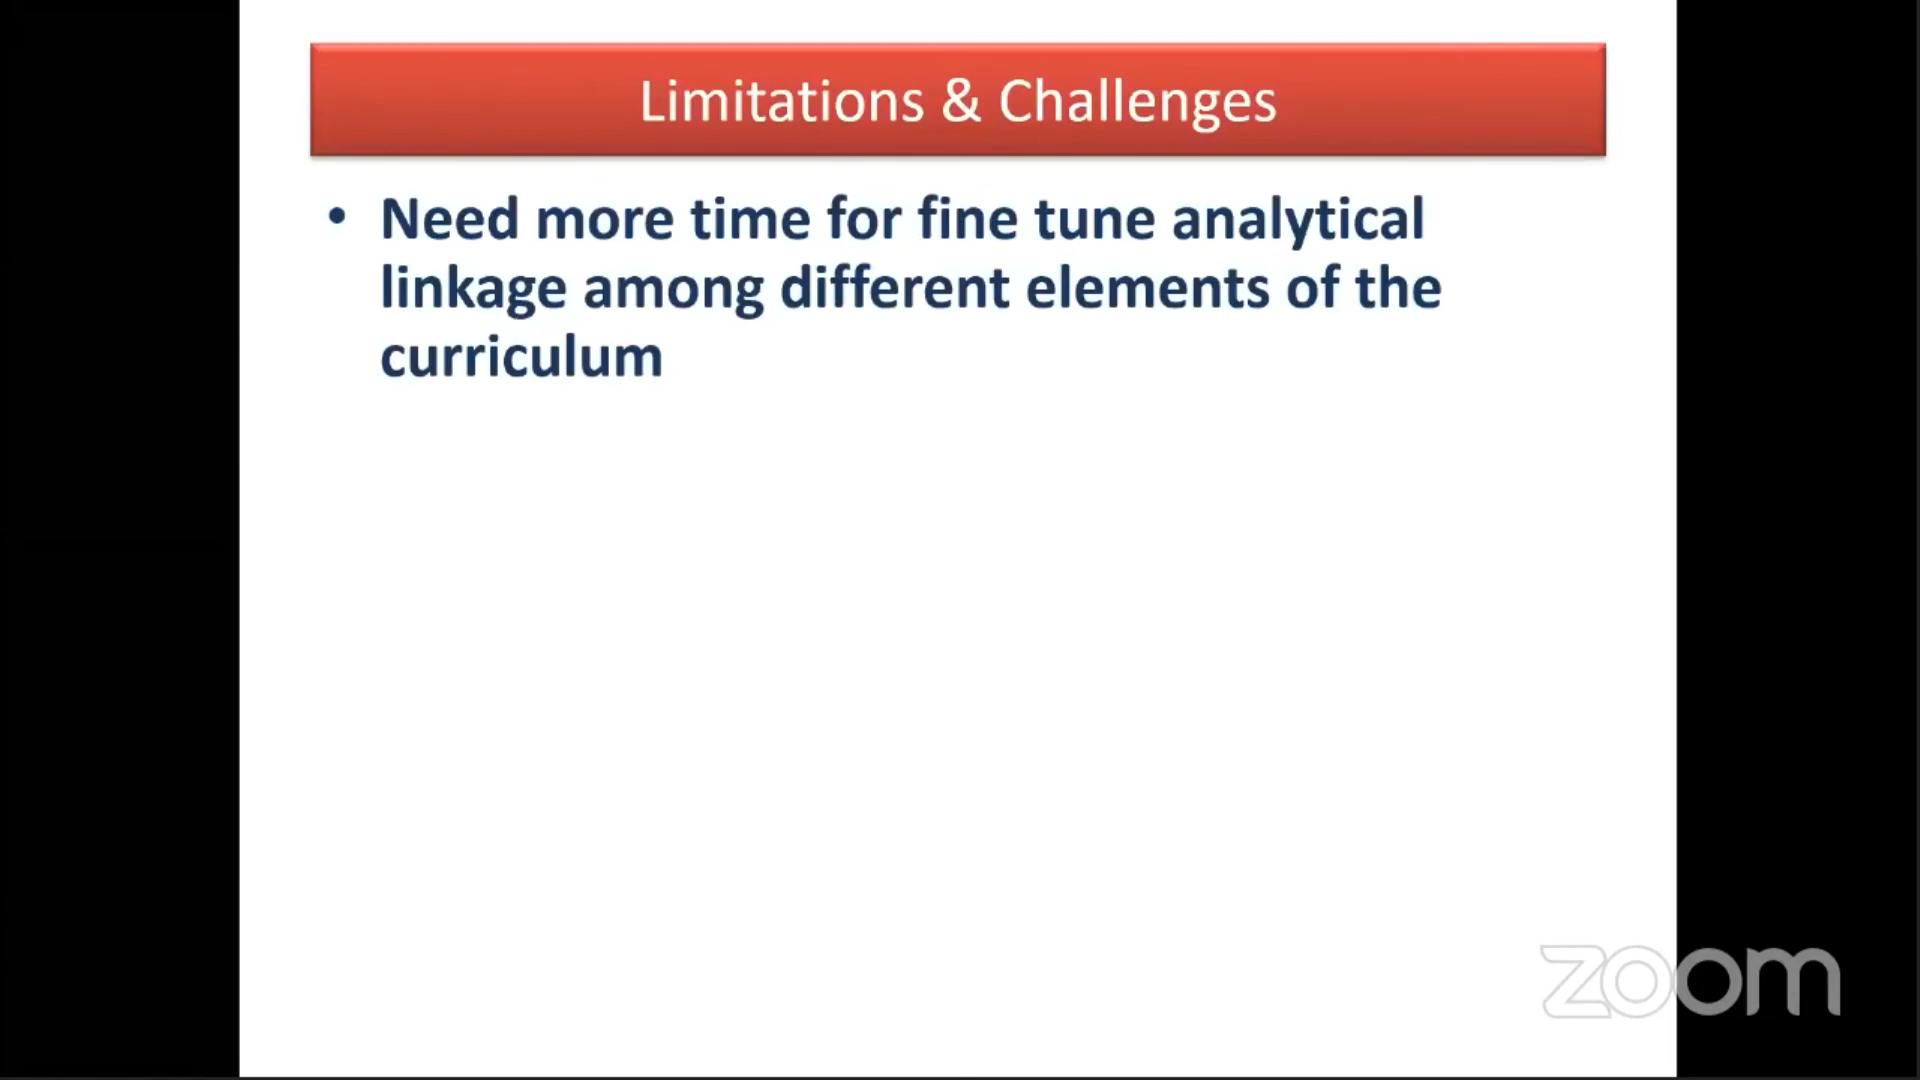 Limitations & Challenges
• Need more time for fine tune analytical
linkage among different elements of the
curriculum
zoom